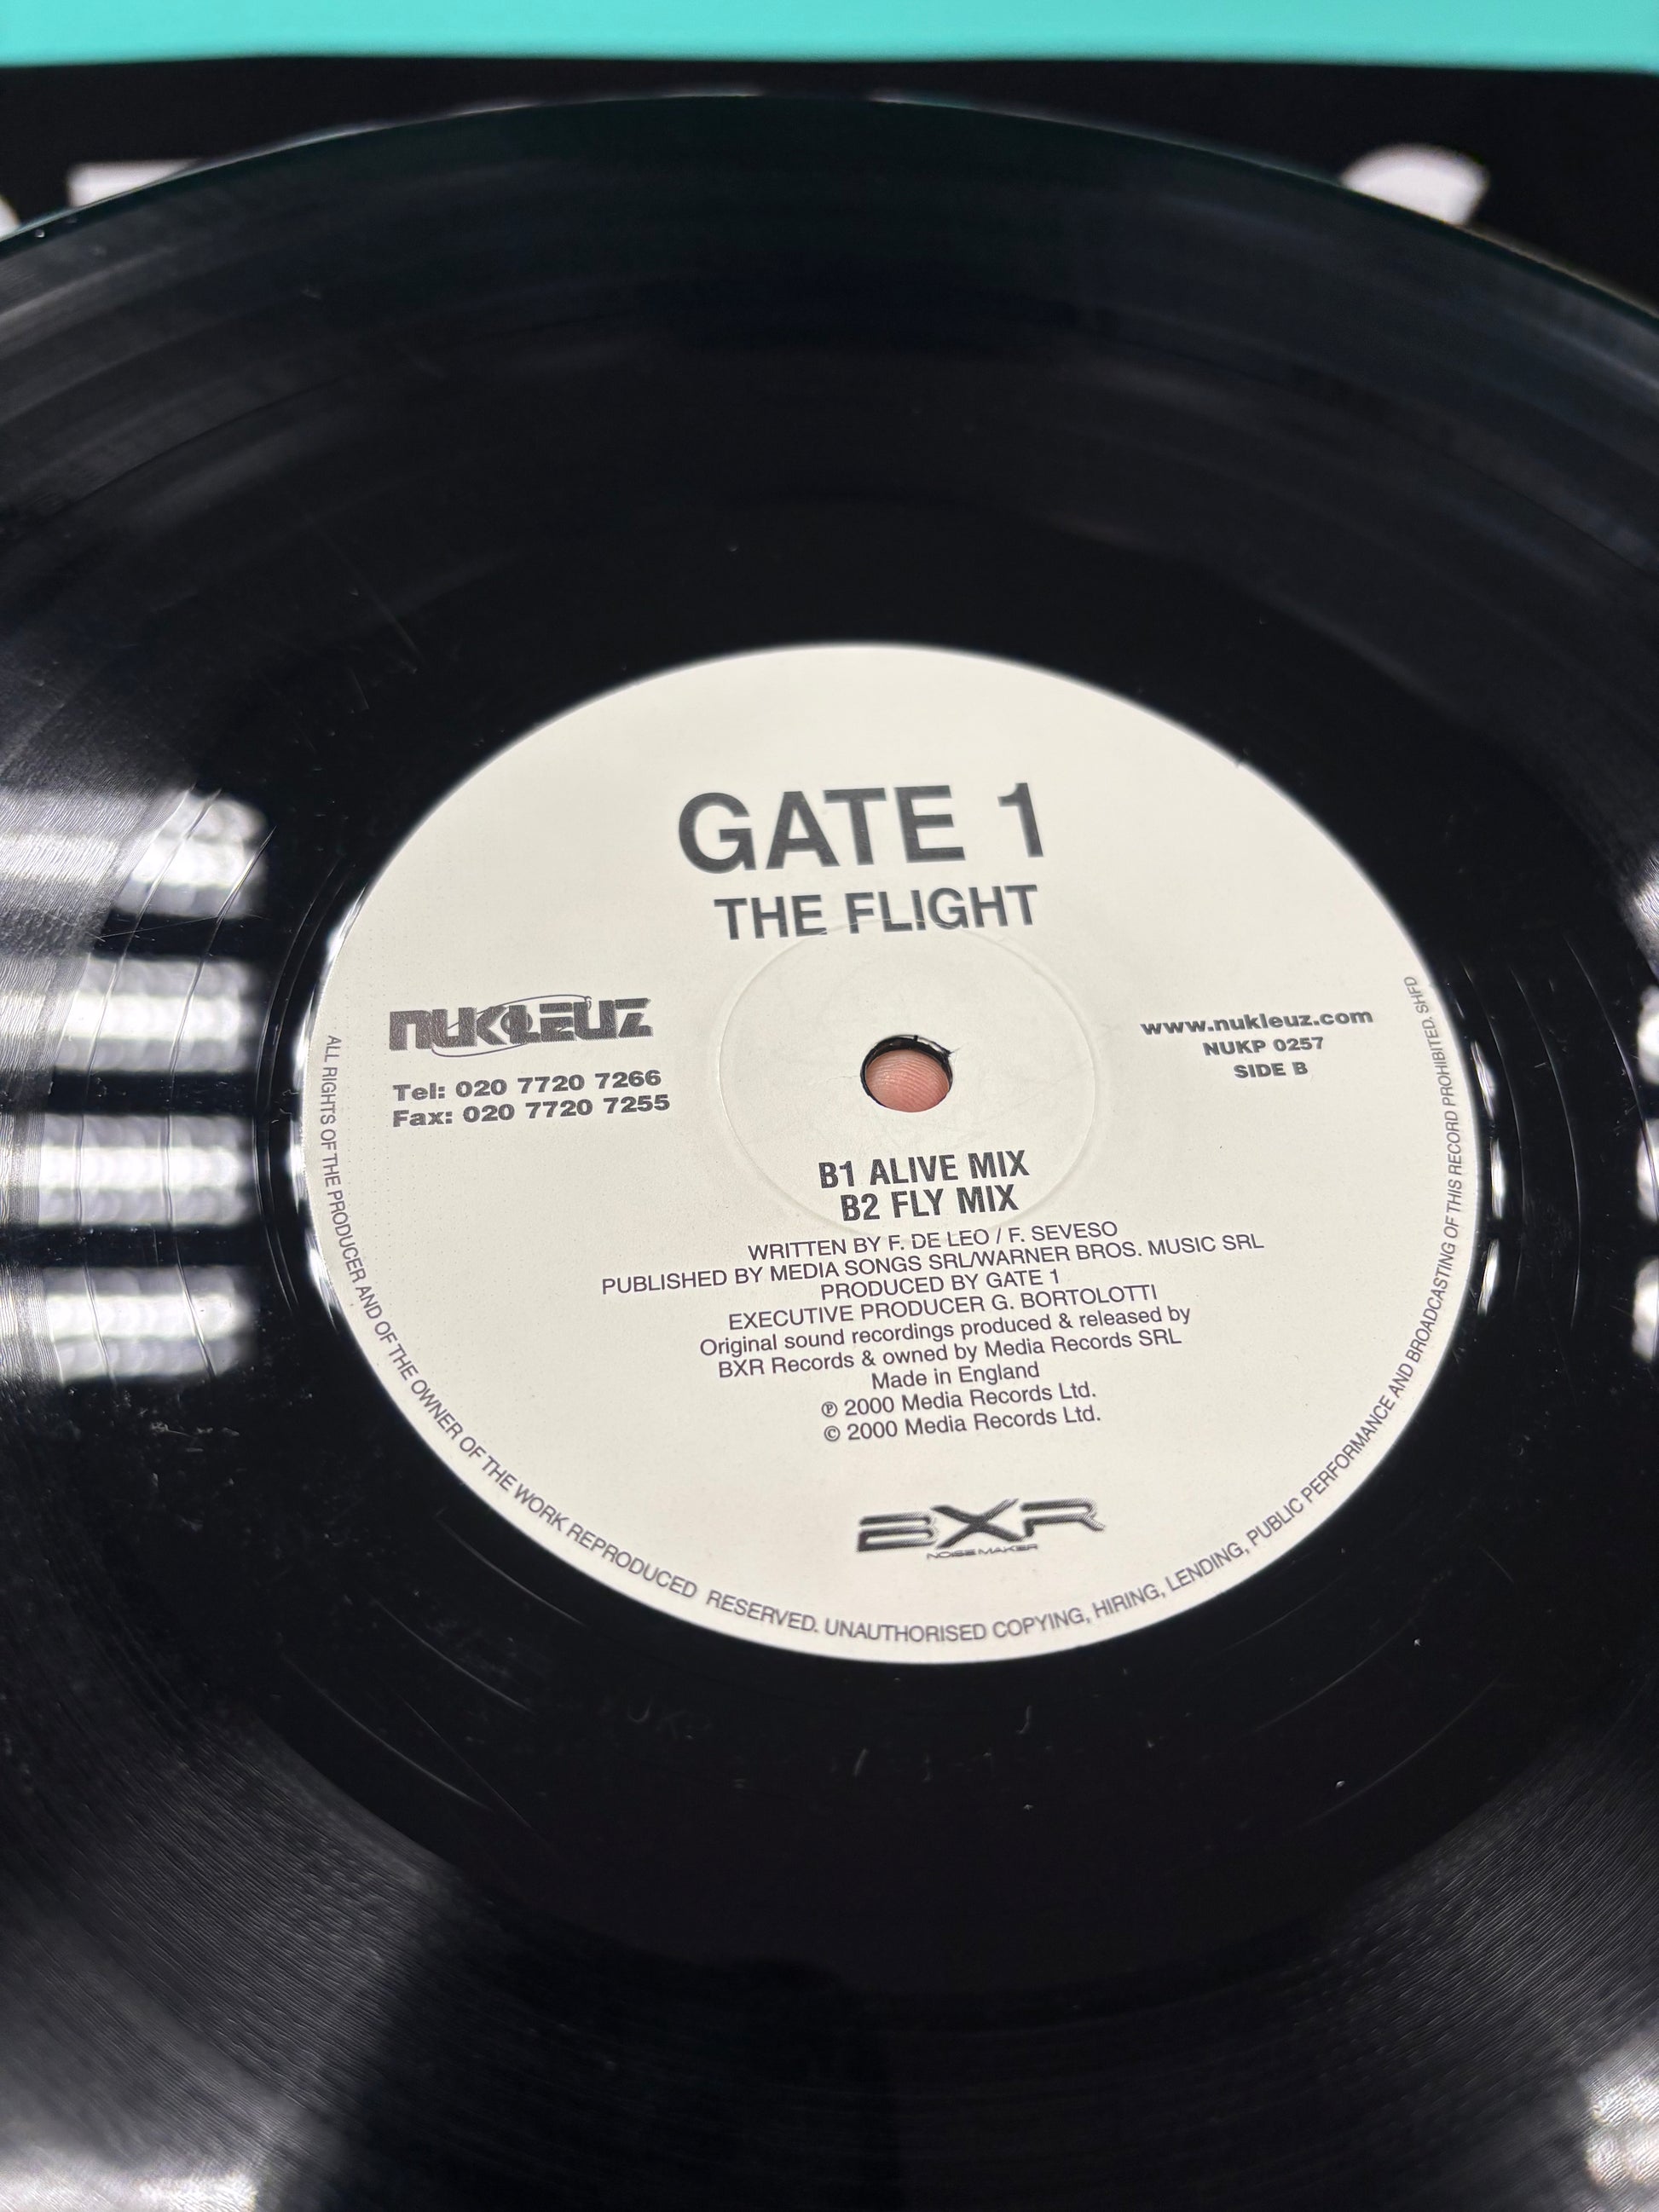 GATE 1
THE FLIGHT
NUKLEUZ
Tel: 020 7720 7266
Fax: 020 7720 7255
www.nukleuz.com
NUKP 0257
SIDE B
B1 ALIVE MIX
B2 FLY MIX
WRITTEN BY F. DE LEO / F. SEVESO
PUBLISHED BY MEDIA SONGS SRL/WARNER BROS. MUSIC SRL
PRODUCED BY GATE 1
EXECUTIVE PRODUCER G. BORTOLOTTI
Original sound recordings produced & released by
BXR Records & owned by Media Records SRL
Made in England
℗ 2000 Media Records Ltd.
© 2000 Media Records Ltd.
BXR
NOISE MAKER
ALL RIGHTS OF THE PRODUCER AND OF THE OWNER OF THE WORK REPRODUCED RESERVED. UNAUTHORISED COPYING, HIRING, LENDING, PUBLIC PERFORMANCE AND BROADCASTING OF THIS RECORD PROHIBITED. SHFD